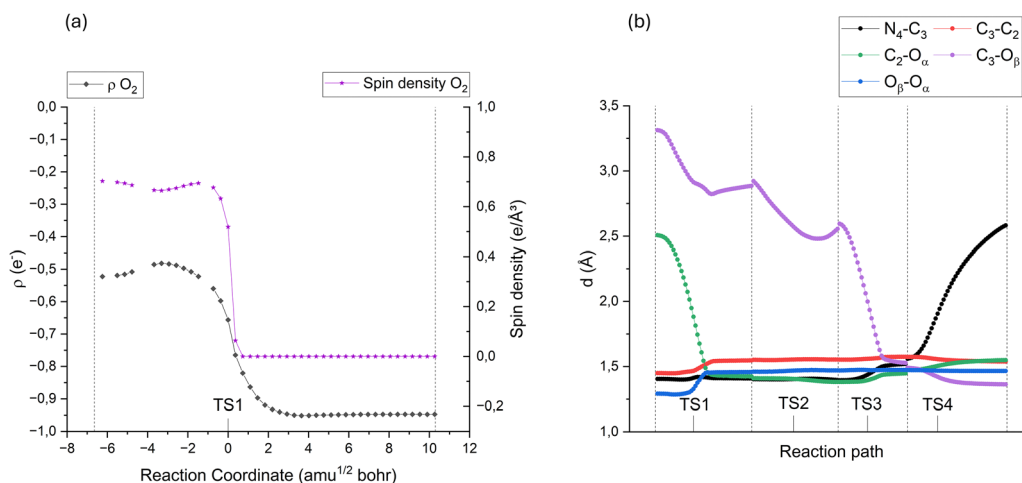 (a)
ρ O₂
Spin density O₂
0,0
−0,1
−0,2
−0,3
−0,4
−0,5
−0,6
−0,7
−0,8
−0,9
−1,0
ρ (e⁻)
1,0
0,8
0,6
0,4
0,2
0,0
−0,2
Spin density (e/Å³)
TS1
−6 −4 −2 0 2 4 6 8 10 12
−8
Reaction Coordinate (amu¹/² bohr)
(b)
N₄-C₃ C₃-C₂
C₂-Oα C₃-Oβ
Oβ-Oα
3,5
3,0
2,5
2,0
1,5
1,0
d (Å)
TS1 TS2 TS3 TS4
Reaction path